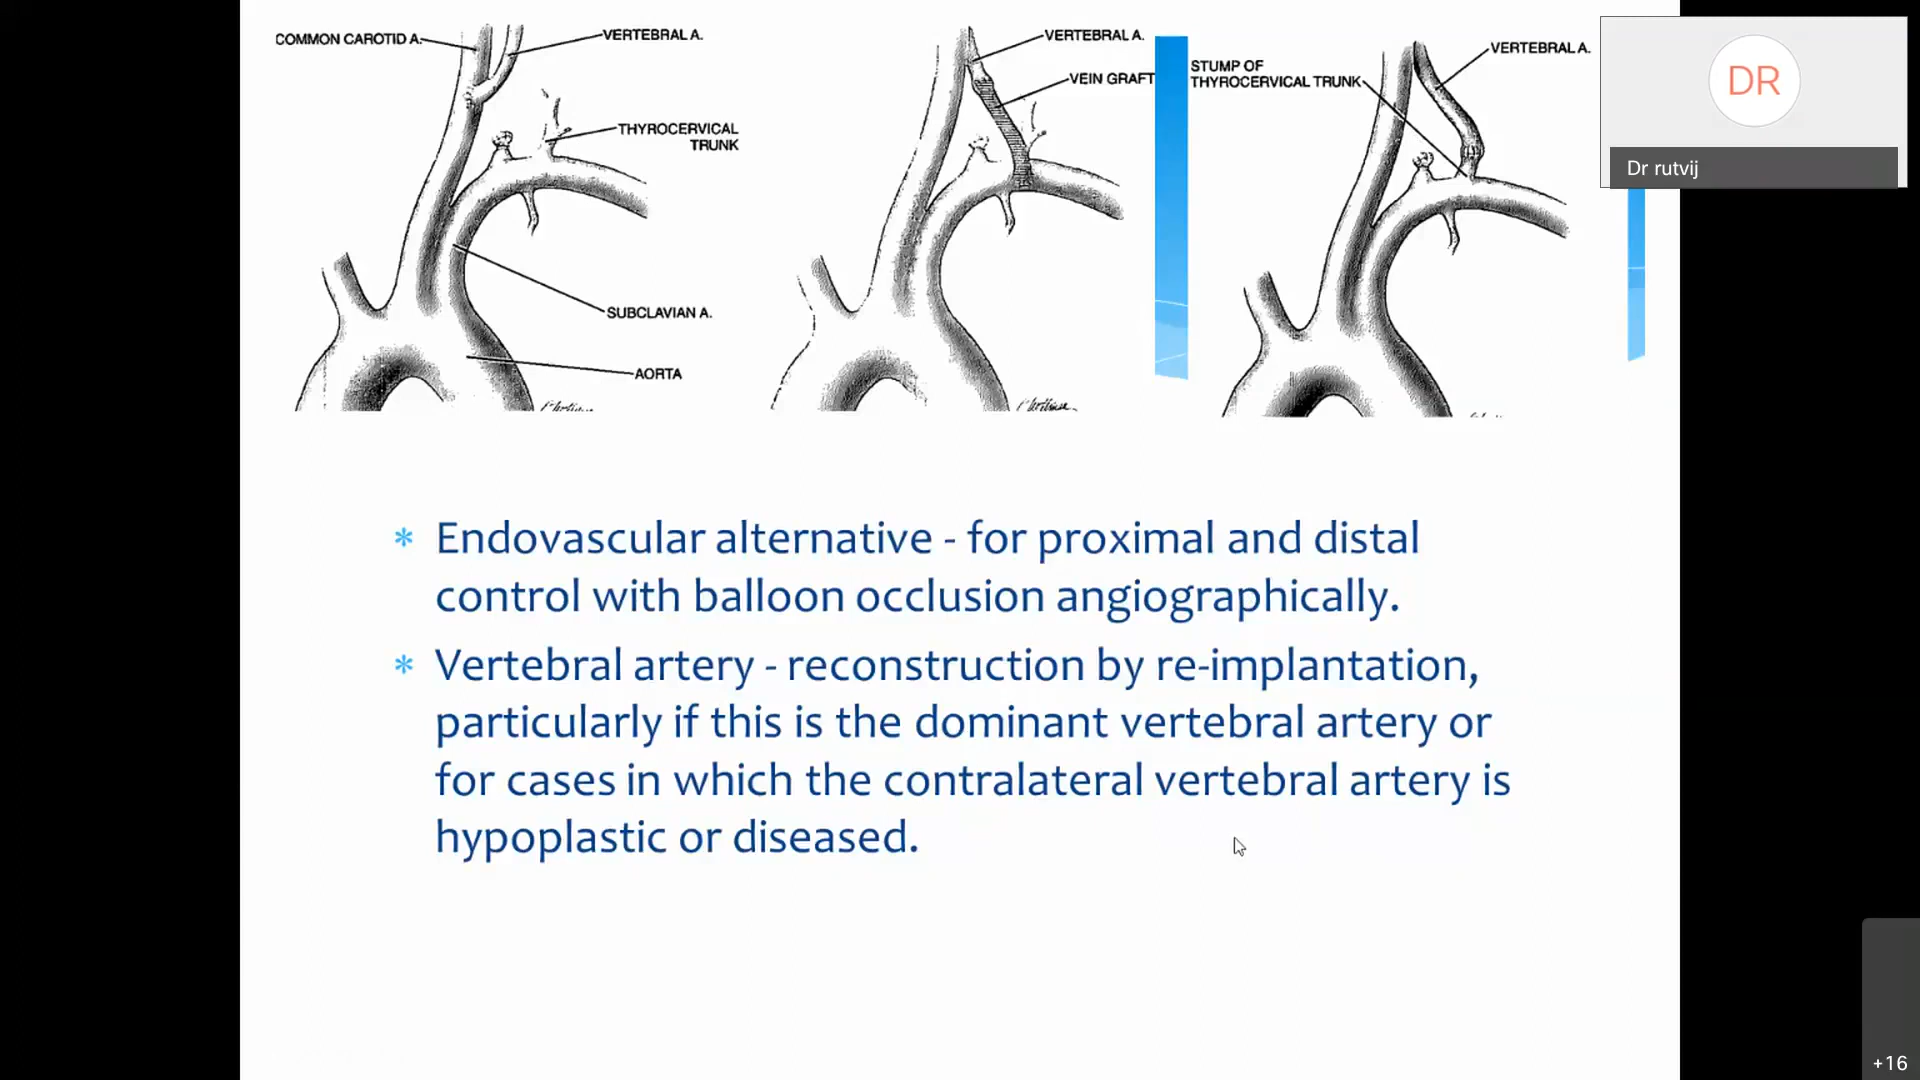 COMMON CAROTID A.
VERTEBRAL A.
THYROCERVICAL
TRUNK
SUBCLAVIAN A.
AORTA
VERTEBRAL A.
VEIN GRAFT
STUMP OF
THYROCERVICAL TRUNK
VERTEBRAL A.
DR
Dr rutvij
* Endovascular alternative - for proximal and distal
control with balloon occlusion angiographically.
* Vertebral artery - reconstruction by re-implantation,
particularly if this is the dominant vertebral artery or
for cases in which the contralateral vertebral artery is
hypoplastic or diseased.
+16